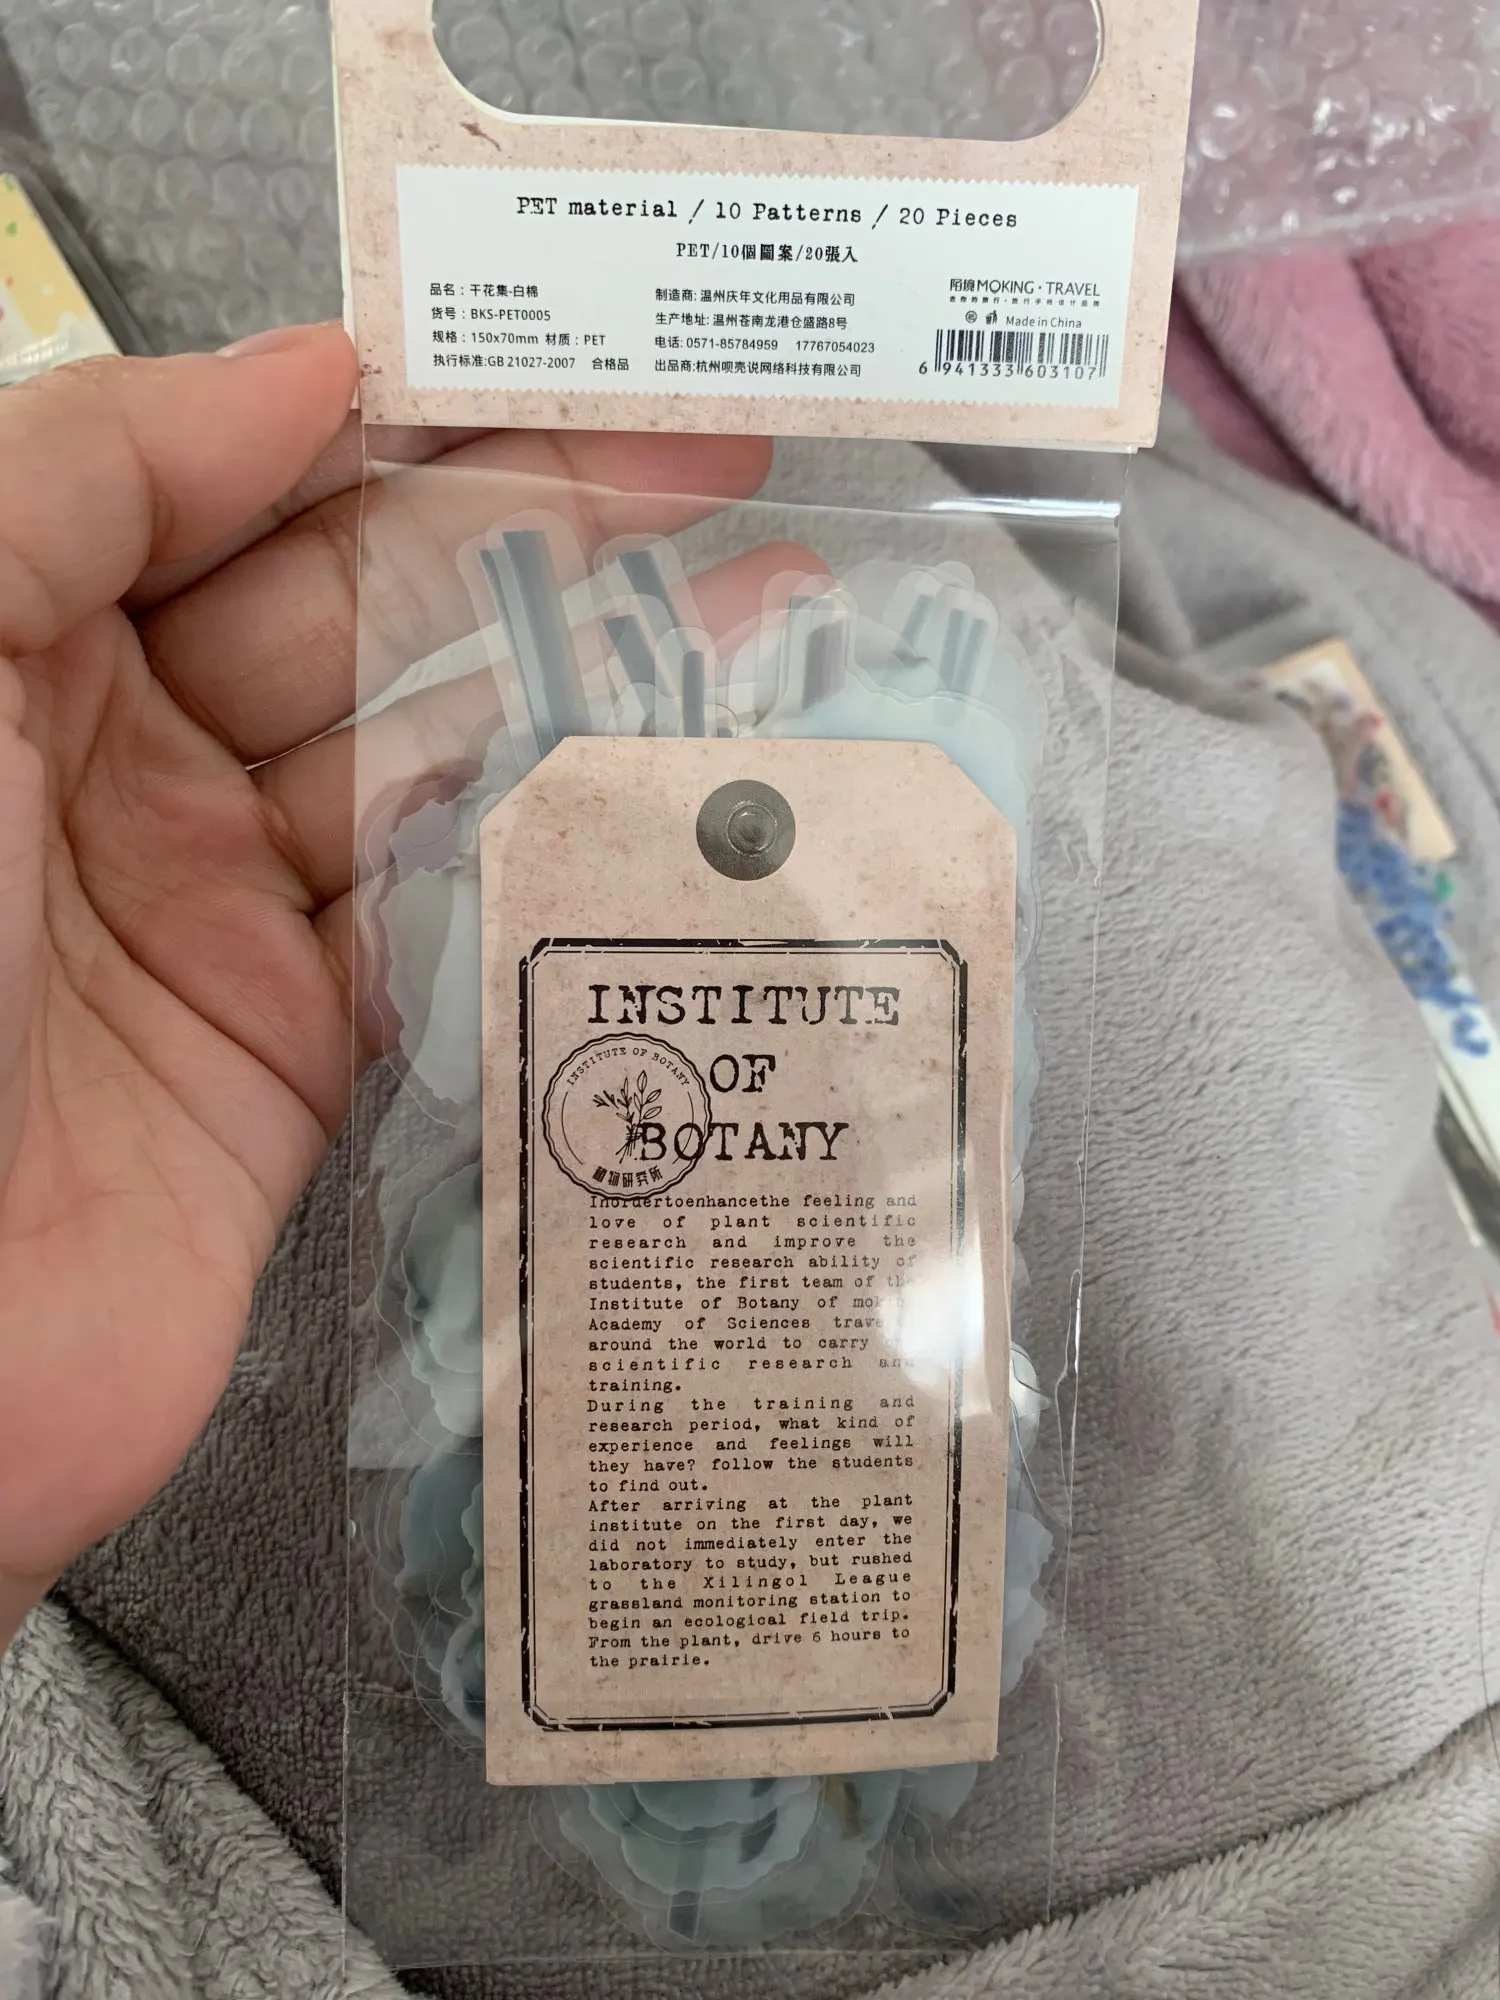 PET material / 10 Patterns / 20 Pieces
PET/10個圖案/20張入
品名：干花集-白棉
货号：BKS-PET0005
规格：150x70mm 材质：PET
执行标准:GB 21027-2007 合格品
制造商:温州庆年文化用品有限公司
生产地址:温州苍南龙港仓盛路8号
电话: 0571-85784959 17767054023
出品商:杭州呗壳说网络科技有限公司
陌境MOKING·TRAVEL
Made in China
6 941333 603107
INSTITUTE
OF
BOTANY
INSTITUTE OF BOTANY
植物研究所
Inordertoenhancethe feeling and
love of plant scientific
research and improve the
scientific research ability of
students, the first team of the
Institute of Botany of
Academy of Sciences
around the world to carry
scientific research and
training.
During the training and
research period, what kind of
experience and feelings will
they have? follow the students
to find out.
After arriving at the plant
institute on the first day, we
did not immediately enter the
laboratory to study, but rushed
to the Xilingol League
grassland monitoring station to
begin an ecological field trip.
From the plant, drive 6 hours to
the prairie.